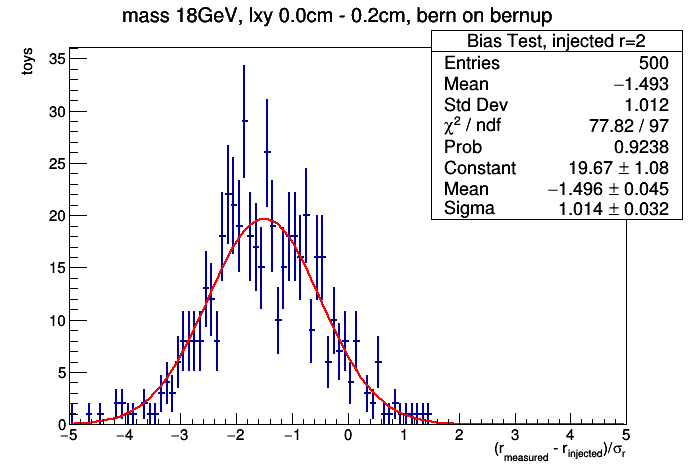 mass 18GeV, lxy 0.0cm - 0.2cm, bern on bernup
toys
Bias Test, injected r=2
Entries 500
Mean −1.493
Std Dev 1.012
χ² / ndf 77.82 / 97
Prob 0.9238
Constant 19.67 ± 1.08
Mean −1.496 ± 0.045
Sigma 1.014 ± 0.032
35
30
25
20
15
10
5
0
−5 −4 −3 −2 −1 0 1 2 3 4 5
(r_measured - r_injected)/σ_r